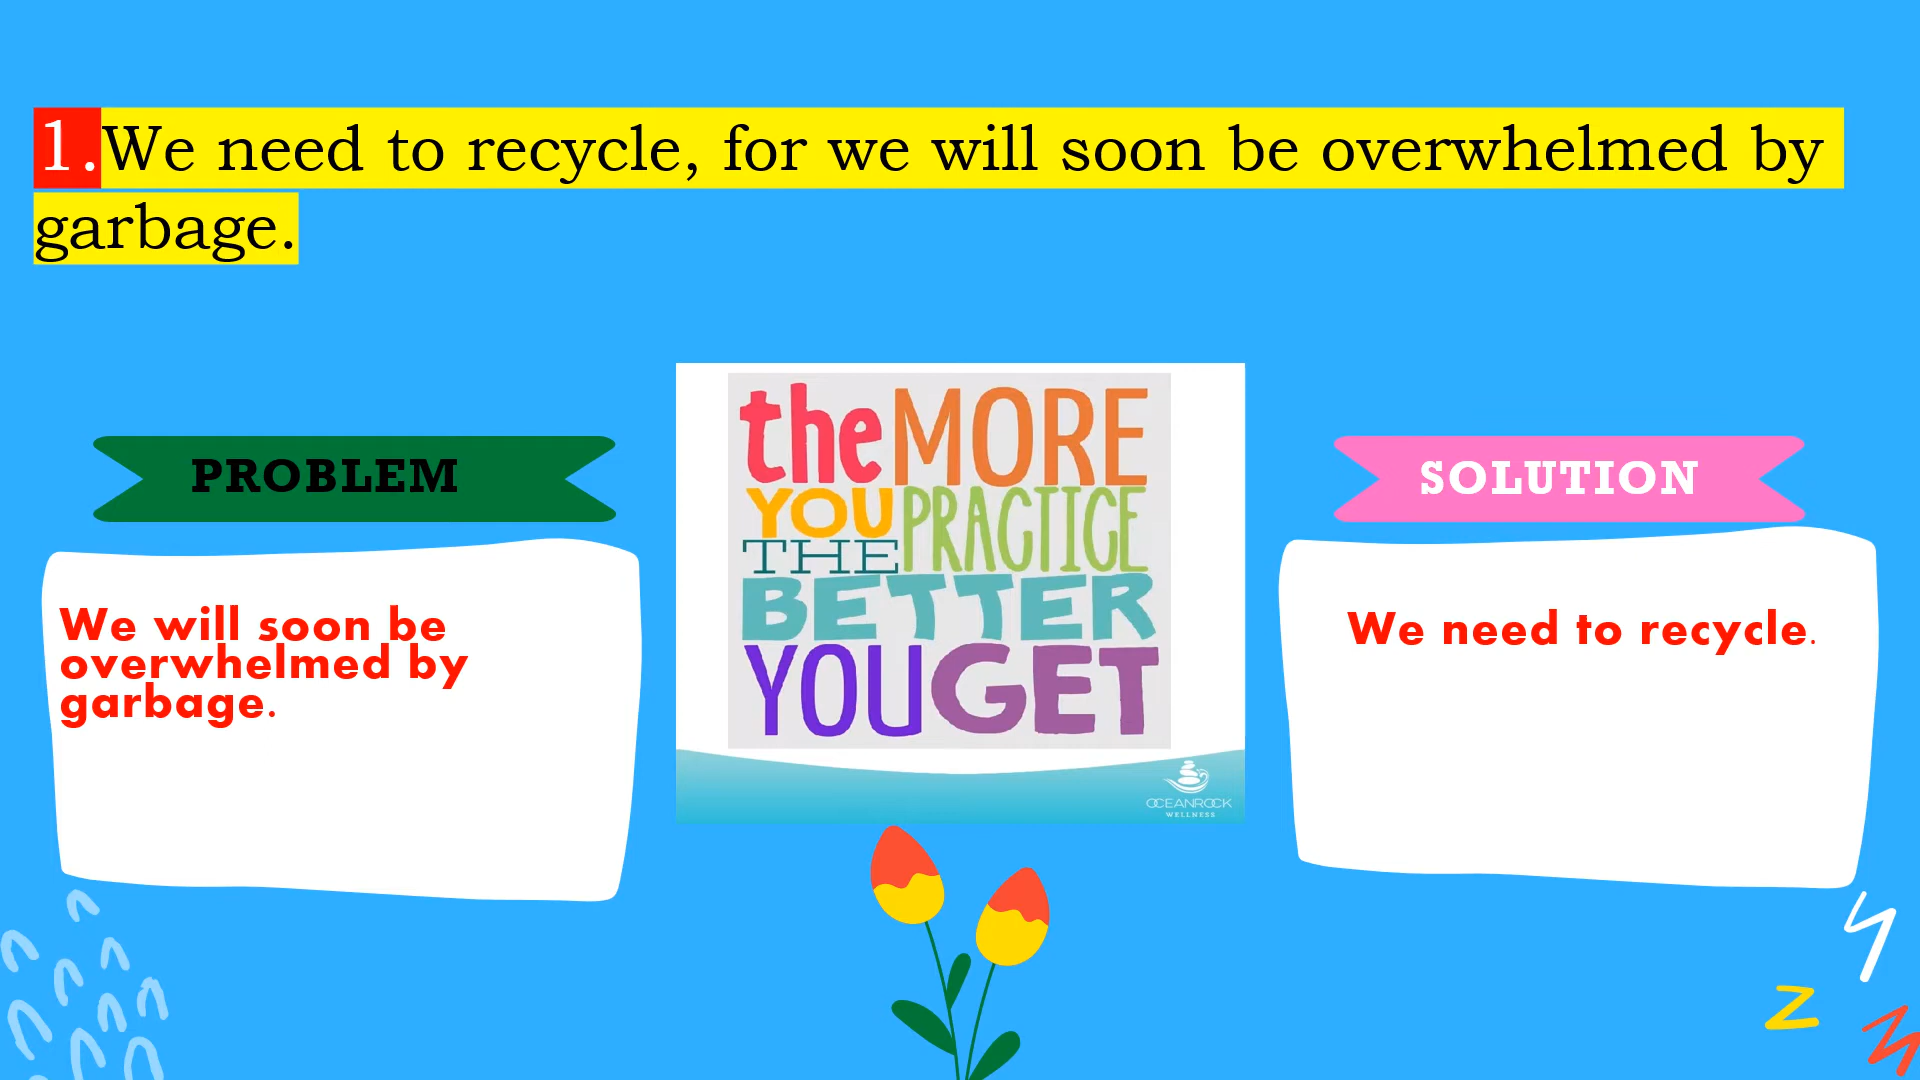 1.We need to recycle, for we will soon be overwhelmed by
garbage.
PROBLEM
We will soon be
overwhelmed by
garbage.
the MORE
YOU PRACTICE
THE
BETTER
YOU GET
OCEANROCK
WELLNESS
SOLUTION
We need to recycle.